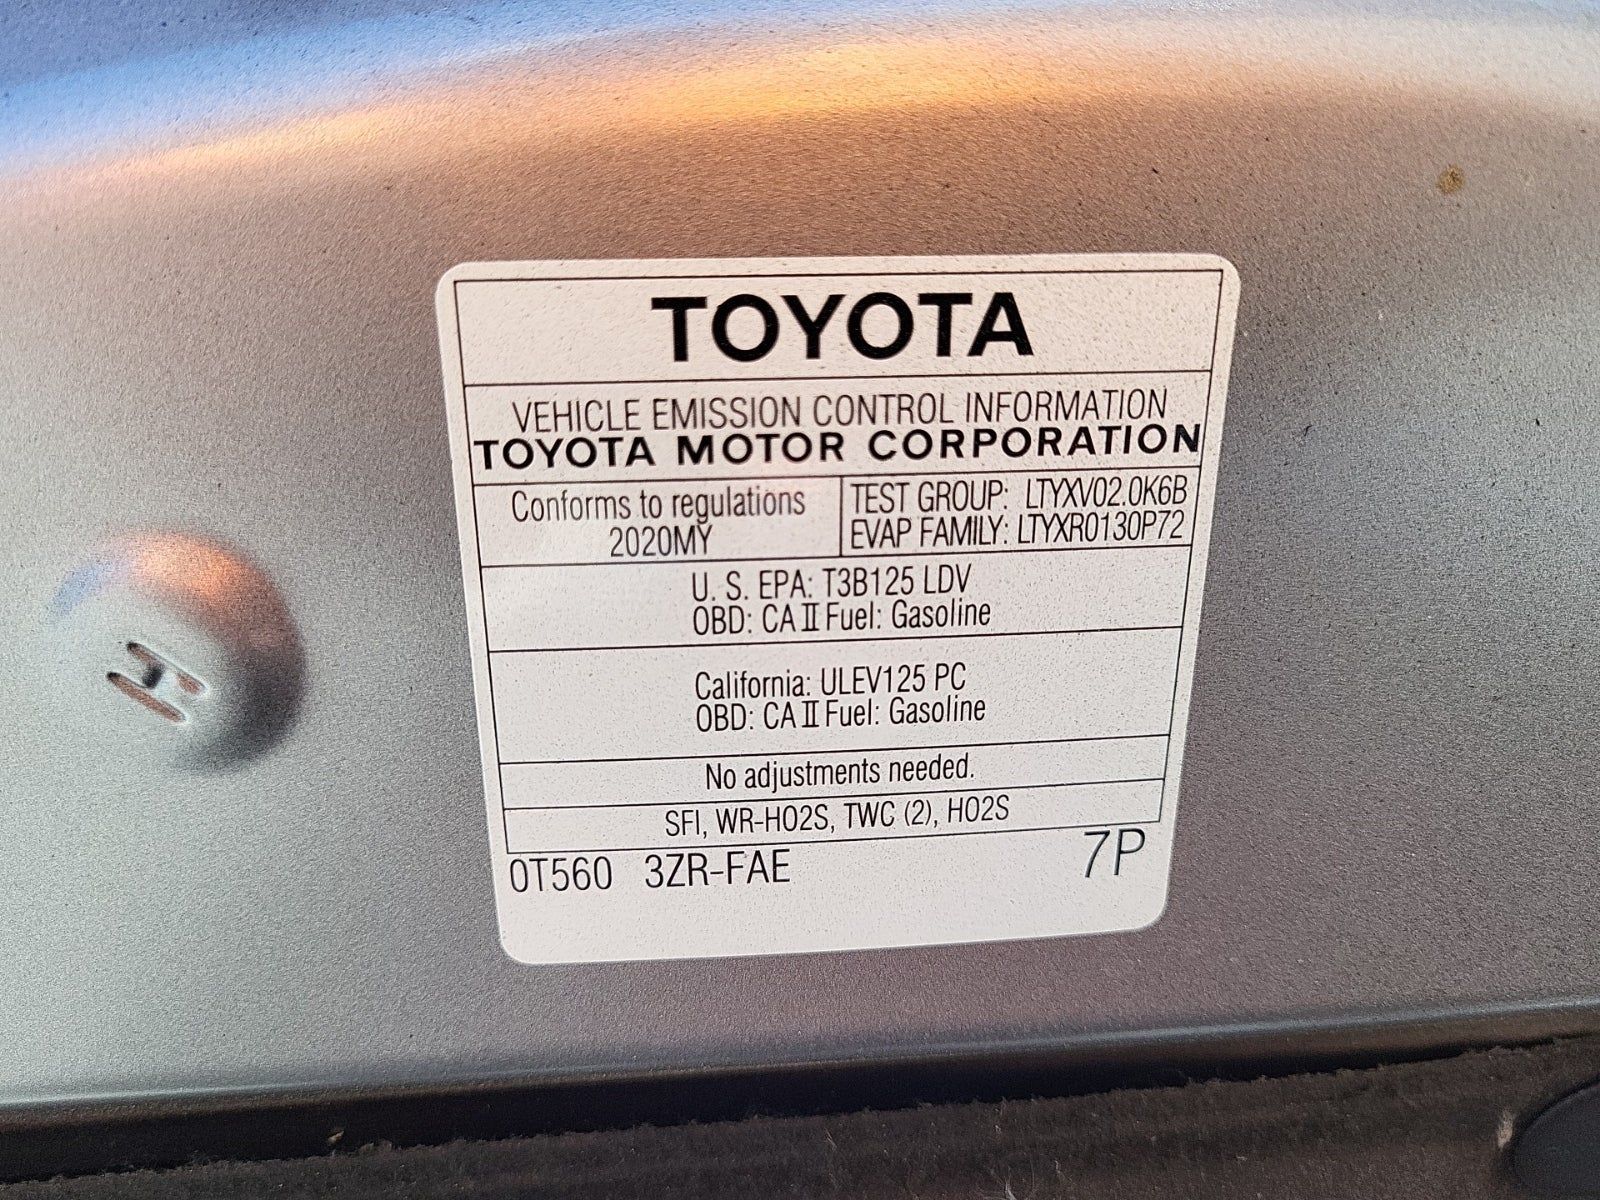 TOYOTA
VEHICLE EMISSION CONTROL INFORMATION
TOYOTA MOTOR CORPORATION
Conforms to regulations
2020MY
TEST GROUP: LTYXV02.0K6B
EVAP FAMILY: LTYXR0130P72
U. S. EPA: T3B125 LDV
OBD: CA II Fuel: Gasoline
California: ULEV125 PC
OBD: CA II Fuel: Gasoline
No adjustments needed.
SFI, WR-HO2S, TWC (2), HO2S
0T560 3ZR-FAE 7P
H